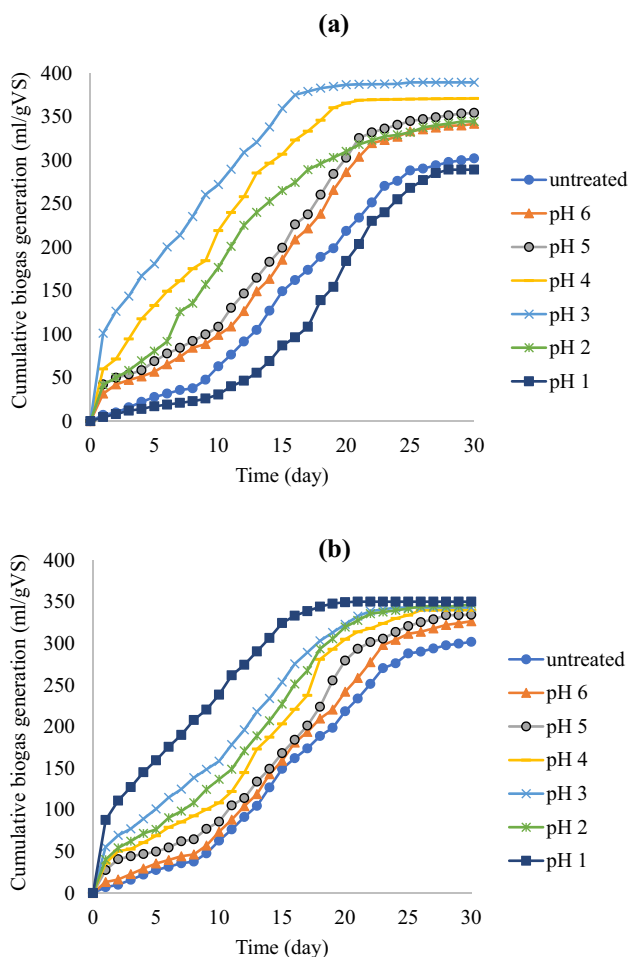 (a)
Cumulative biogas generation (ml/gVS)
400
350
300
250
200
150
100
50
0
0 5 10 15 20 25 30
Time (day)
untreated
pH 6
pH 5
pH 4
pH 3
pH 2
pH 1
(b)
Cumulative biogas generation (ml/gVS)
400
350
300
250
200
150
100
50
0
0 5 10 15 20 25 30
Time (day)
untreated
pH 6
pH 5
pH 4
pH 3
pH 2
pH 1